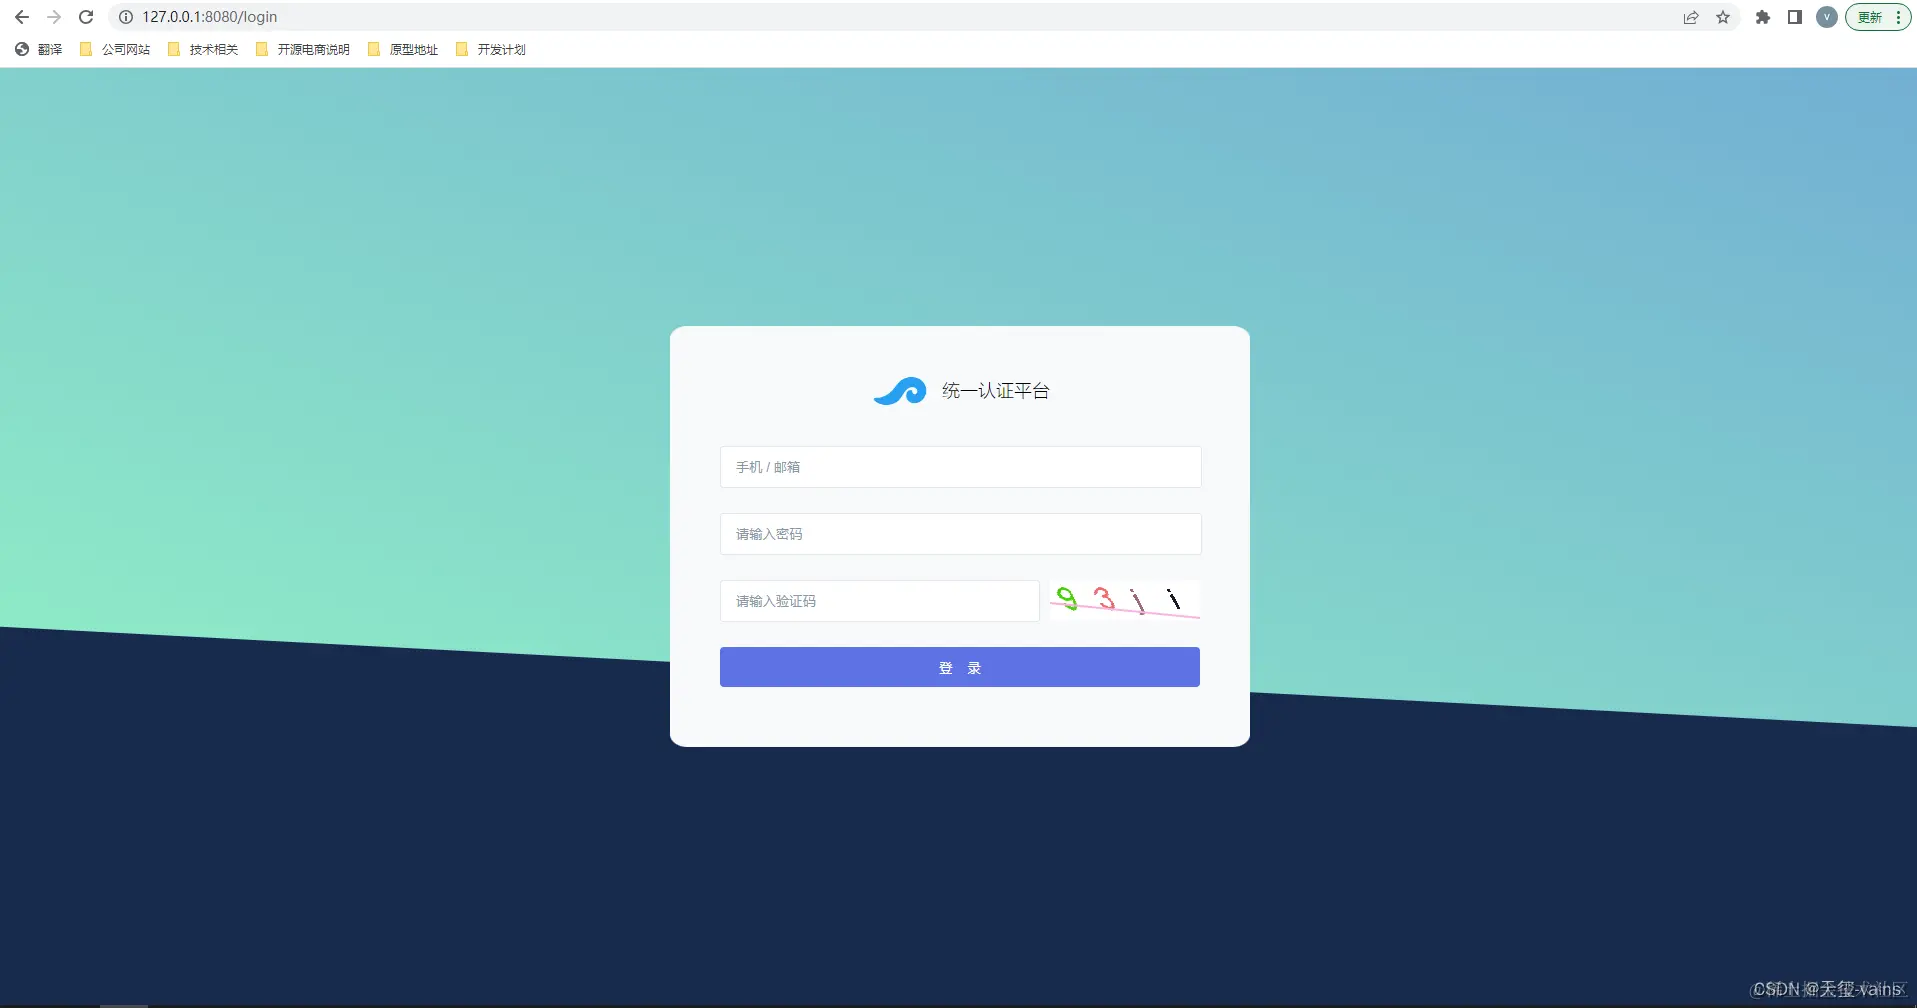 127.0.0.1:8080/login
V
更新
翻译 公司网站 技术相关 开源电商说明 原型地址 开发计划
统一认证平台
手机 / 邮箱
请输入密码
请输入验证码
93ii
登 录
CSDN @天征-vains